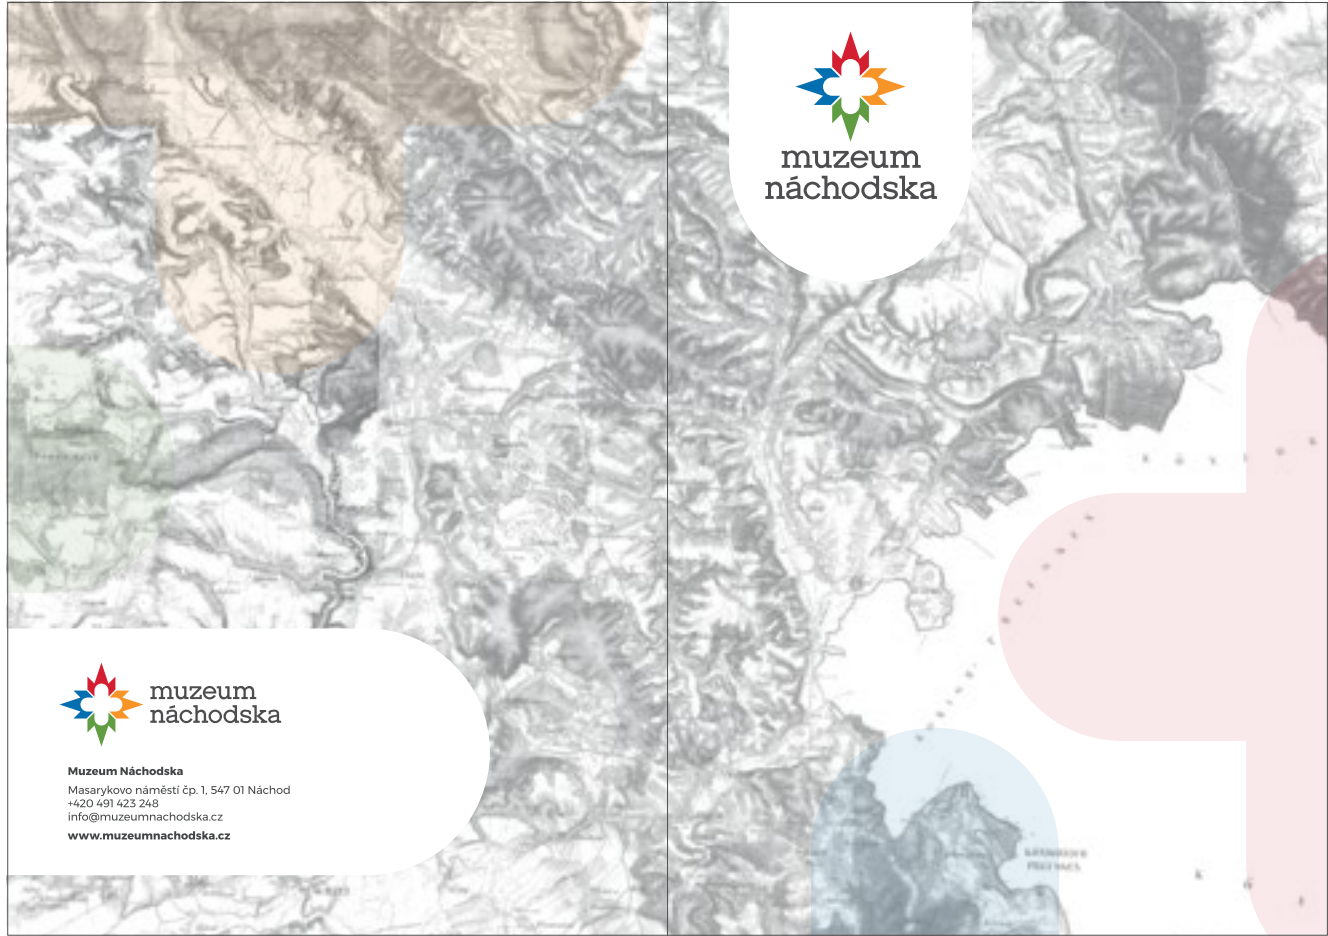 muzeum
náchodska
muzeum
náchodska
Muzeum Náchodska
Masarykovo náměstí čp. 1, 547 01 Náchod
+420 491 423 248
info@muzeumnachodska.cz
www.muzeumnachodska.cz